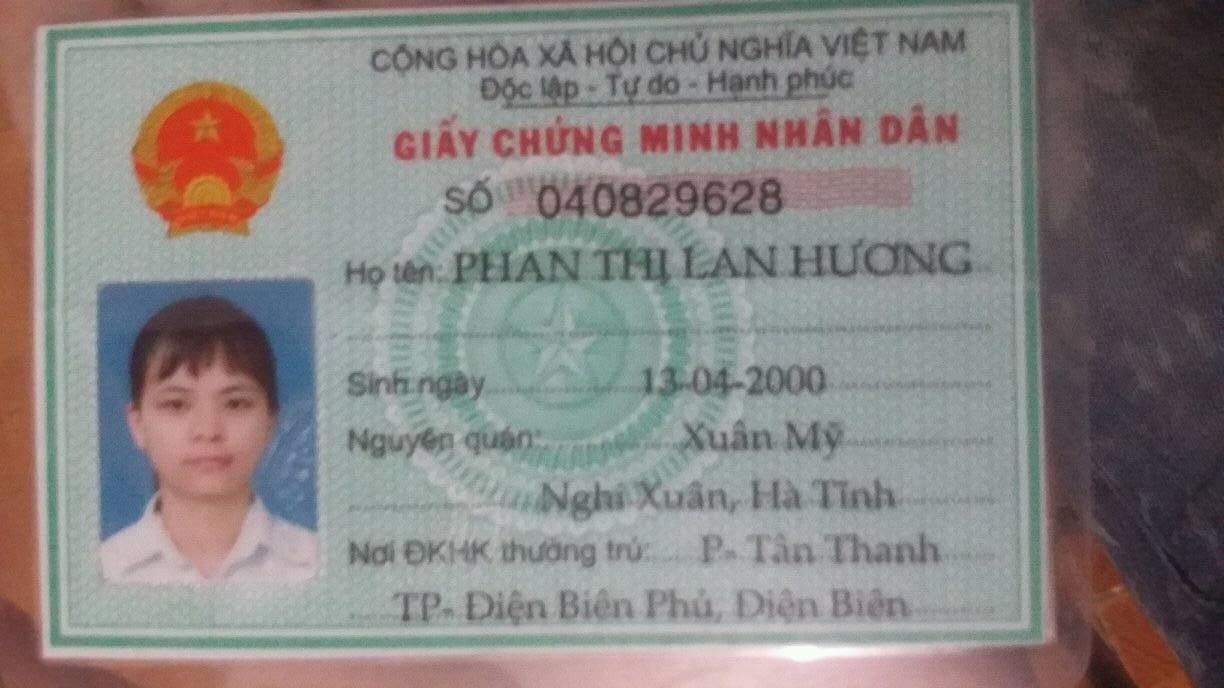 CỘNG HÒA XÃ HỘI CHỦ NGHĨA VIỆT NAM
Độc lập - Tự do - Hạnh phúc
GIẤY CHỨNG MINH NHÂN DÂN
SỐ 040829628
Họ tên: PHAN THỊ LAN HƯƠNG
Sinh ngày 13-04-2000
Nguyên quán: Xuân Mỹ
Nghi Xuân, Hà Tĩnh
Nơi ĐKHK thường trú: P- Tân Thanh
TP- Điện Biên Phủ, Điện Biên